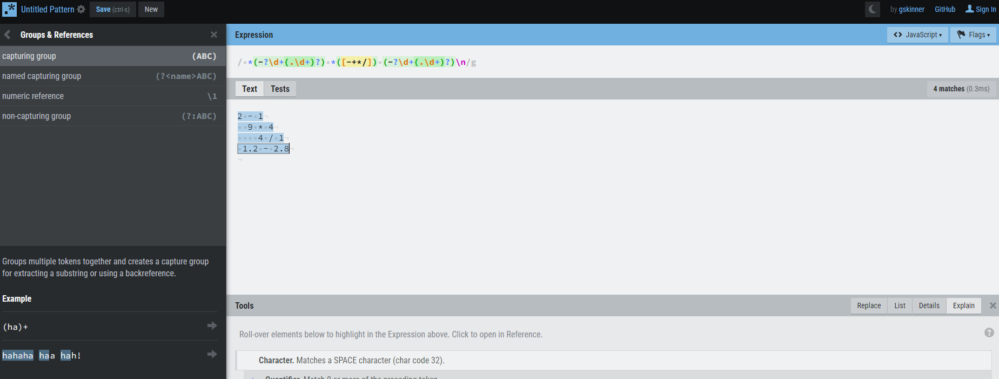 .* Untitled Pattern Save (ctrl-s) New by gskinner GitHub Sign In
Groups & References
capturing group (ABC)
named capturing group (?<name>ABC)
numeric reference \1
non-capturing group (?:ABC)
Groups multiple tokens together and creates a capture group
for extracting a substring or using a backreference.
Example
(ha)+
hahaha haa hah!
Expression <> JavaScript Flags
/ *(-?\d+(.\d+)?) *([-+*/]) (-?\d+(.\d+)?)\n/g
Text Tests 4 matches (0.3ms)
2 - 1
  9 * 4
    4 / 1
 1.2 - 2.8
Tools Replace List Details Explain
Roll-over elements below to highlight in the Expression above. Click to open in Reference. ?
Character. Matches a SPACE character (char code 32).
Quantifier. Match 0 or more of the preceding token.